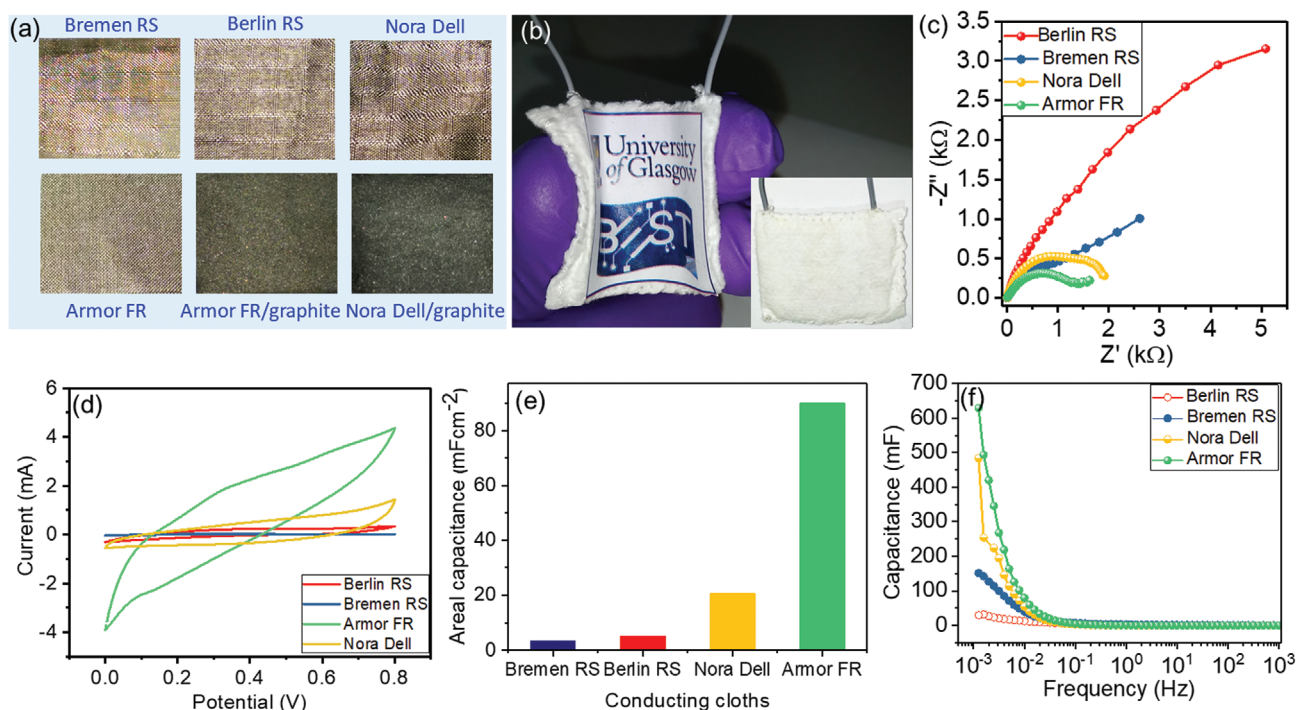 (a)
Bremen RS
Berlin RS
Nora Dell
Armor FR
Armor FR/graphite
Nora Dell/graphite
(b)
University
of Glasgow
B ST
(c)
-Z'' (kΩ)
3.5
3.0
2.5
2.0
1.5
1.0
0.5
0.0
Berlin RS
Bremen RS
Nora Dell
Armor FR
0 1 2 3 4 5
Z' (kΩ)
(d)
Current (mA)
6
4
2
0
-2
-4
Berlin RS
Bremen RS
Armor FR
Nora Dell
0.0 0.2 0.4 0.6 0.8
Potential (V)
(e)
Areal capacitance (mFcm-2)
80
60
40
20
0
Bremen RS Berlin RS Nora Dell Armor FR
Conducting cloths
(f)
Capacitance (mF)
700
600
500
400
300
200
100
0
Berlin RS
Bremen RS
Nora Dell
Armor FR
10-3 10-2 10-1 100 101 102 103
Frequency (Hz)